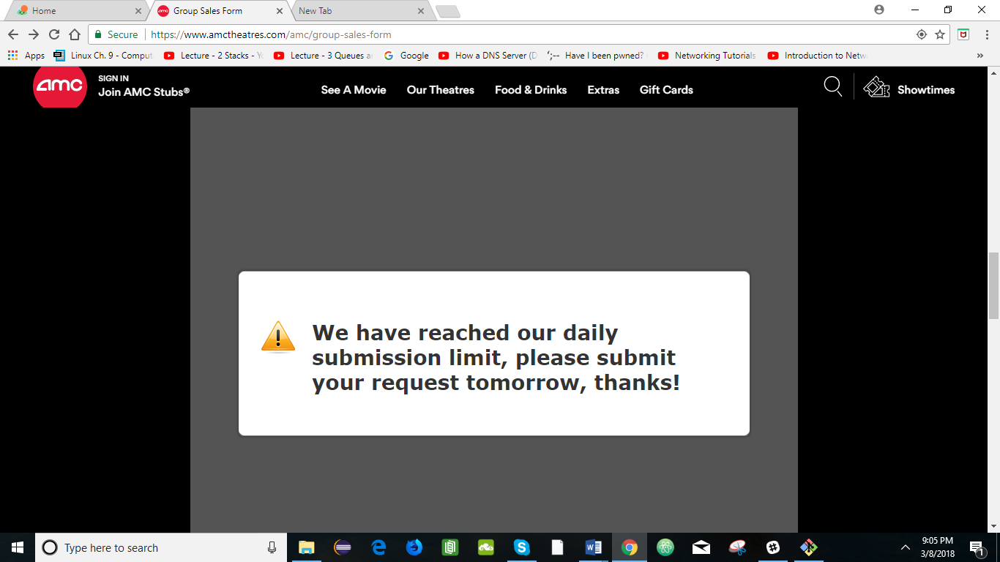 Home
Group Sales Form
New Tab
Secure
https://www.amctheatres.com/amc/group-sales-form
Apps
Linux Ch. 9 - Comput
Lecture - 2 Stacks - Yo
Lecture - 3 Queues a
Google
How a DNS Server (D
';--
Have I been pwned?
Networking Tutorials
Introduction to Netw
»
amc
SIGN IN
Join AMC Stubs®
See A Movie
Our Theatres
Food & Drinks
Extras
Gift Cards
Showtimes
We have reached our daily
submission limit, please submit
your request tomorrow, thanks!
Type here to search
9:05 PM
3/8/2018
1